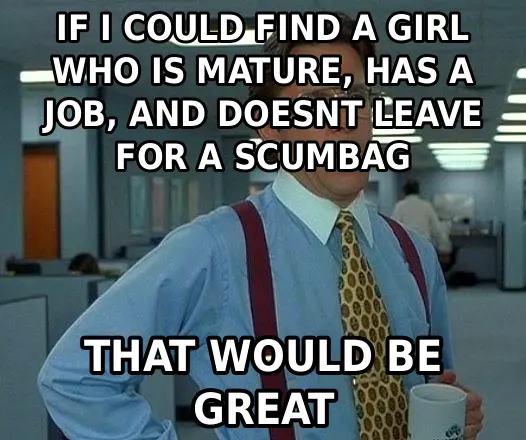 IF I COULD FIND A GIRL
WHO IS MATURE, HAS A
JOB, AND DOESNT LEAVE
FOR A SCUMBAG
THAT WOULD BE
GREAT